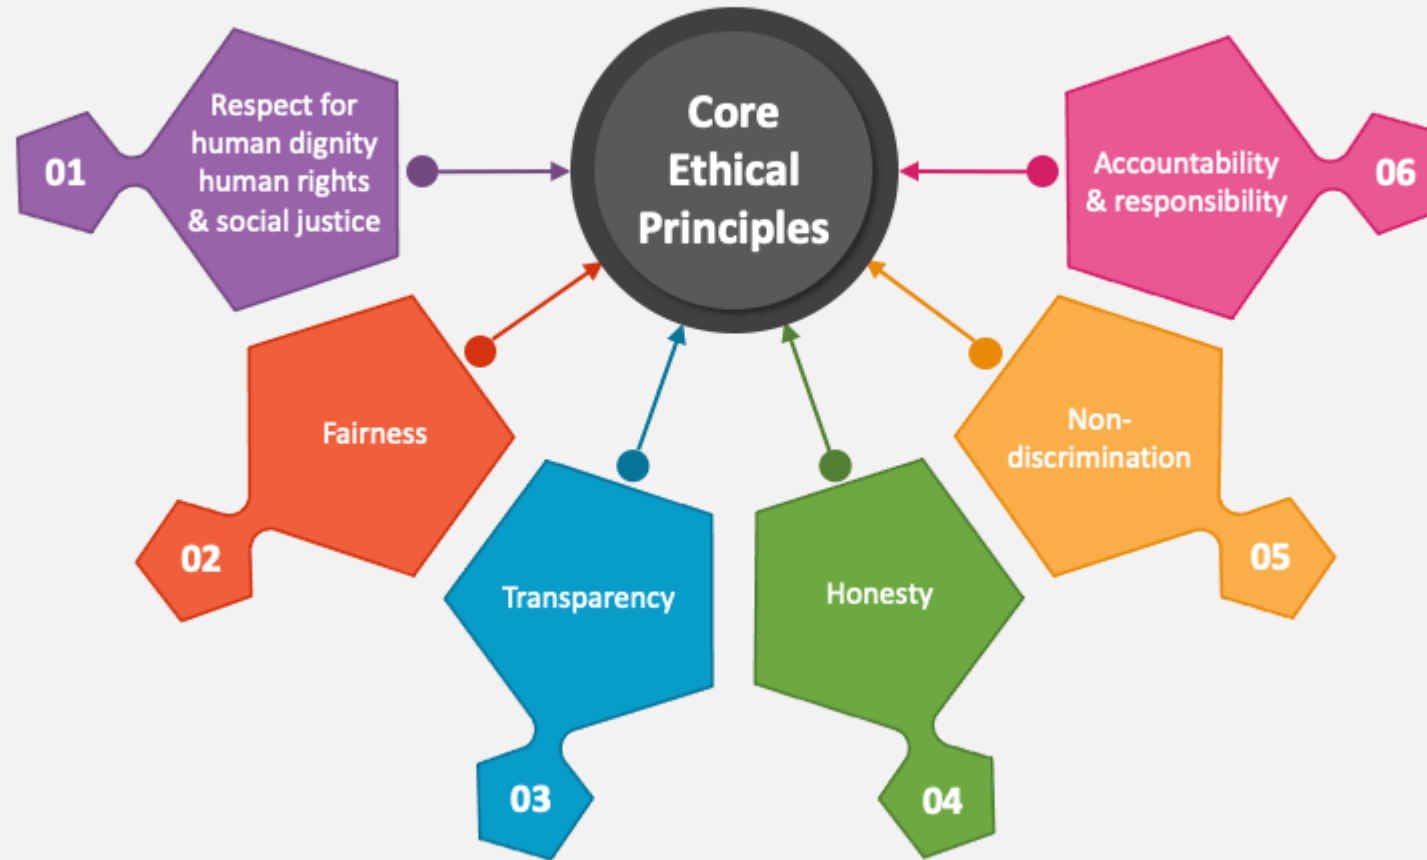 Core
Ethical
Principles
01
Respect for
human dignity
human rights
& social justice
02
Fairness
03
Transparency
04
Honesty
05
Non-
discrimination
06
Accountability
& responsibility